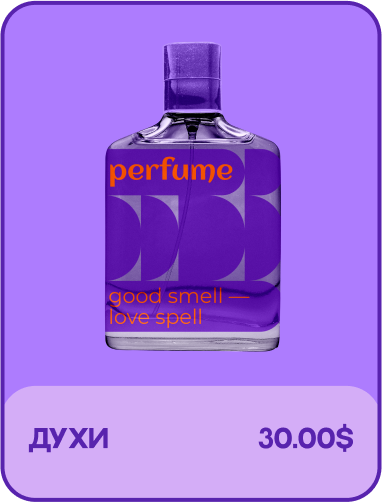 perfume
good smell —
love spell
ДУХИ
30.00$